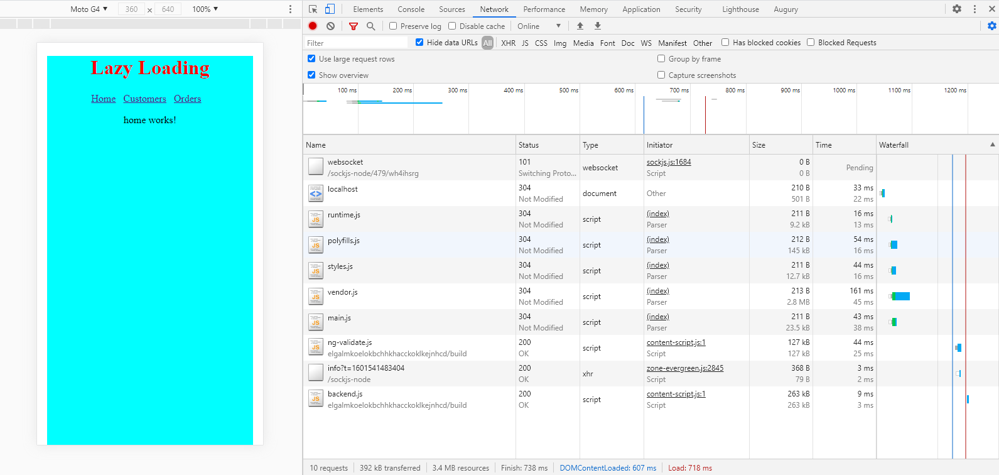 Moto G4 ▼ 360 × 640 100% ▼
Lazy Loading
Home Customers Orders
home works!
Elements Console Sources Network Performance Memory Application Security Lighthouse Augury
Preserve log Disable cache Online ▼
Filter Hide data URLs All XHR JS CSS Img Media Font Doc WS Manifest Other Has blocked cookies Blocked Requests
Use large request rows Group by frame
Show overview Capture screenshots
100 ms 200 ms 300 ms 400 ms 500 ms 600 ms 700 ms 800 ms 900 ms 1000 ms 1100 ms 1200 ms
Name Status Type Initiator Size Time Waterfall
websocket 101 websocket sockjs.js:1684 0 B Pending
/sockjs-node/479/wh4ihsrg Switching Proto... Script 0 B
localhost 304 document Other 210 B 33 ms
Not Modified 501 B 22 ms
runtime.js 304 script (index) 211 B 16 ms
Not Modified Parser 9.2 kB 13 ms
polyfills.js 304 script (index) 212 B 54 ms
Not Modified Parser 145 kB 16 ms
styles.js 304 script (index) 211 B 44 ms
Not Modified Parser 12.7 kB 16 ms
vendor.js 304 script (index) 213 B 161 ms
Not Modified Parser 2.8 MB 45 ms
main.js 304 script (index) 211 B 43 ms
Not Modified Parser 23.5 kB 38 ms
ng-validate.js 200 script content-script.js:1 127 kB 44 ms
elgalmkoelokbchhkhacckoklkejnhcd/build OK Script 127 kB 25 ms
info?t=1601541483404 200 xhr zone-evergreen.js:2845 368 B 3 ms
/sockjs-node OK Script 79 B 2 ms
backend.js 200 script content-script.js:1 263 kB 9 ms
elgalmkoelokbchhkhacckoklkejnhcd/build OK Script 263 kB 3 ms
10 requests 392 kB transferred 3.4 MB resources Finish: 738 ms DOMContentLoaded: 607 ms Load: 718 ms